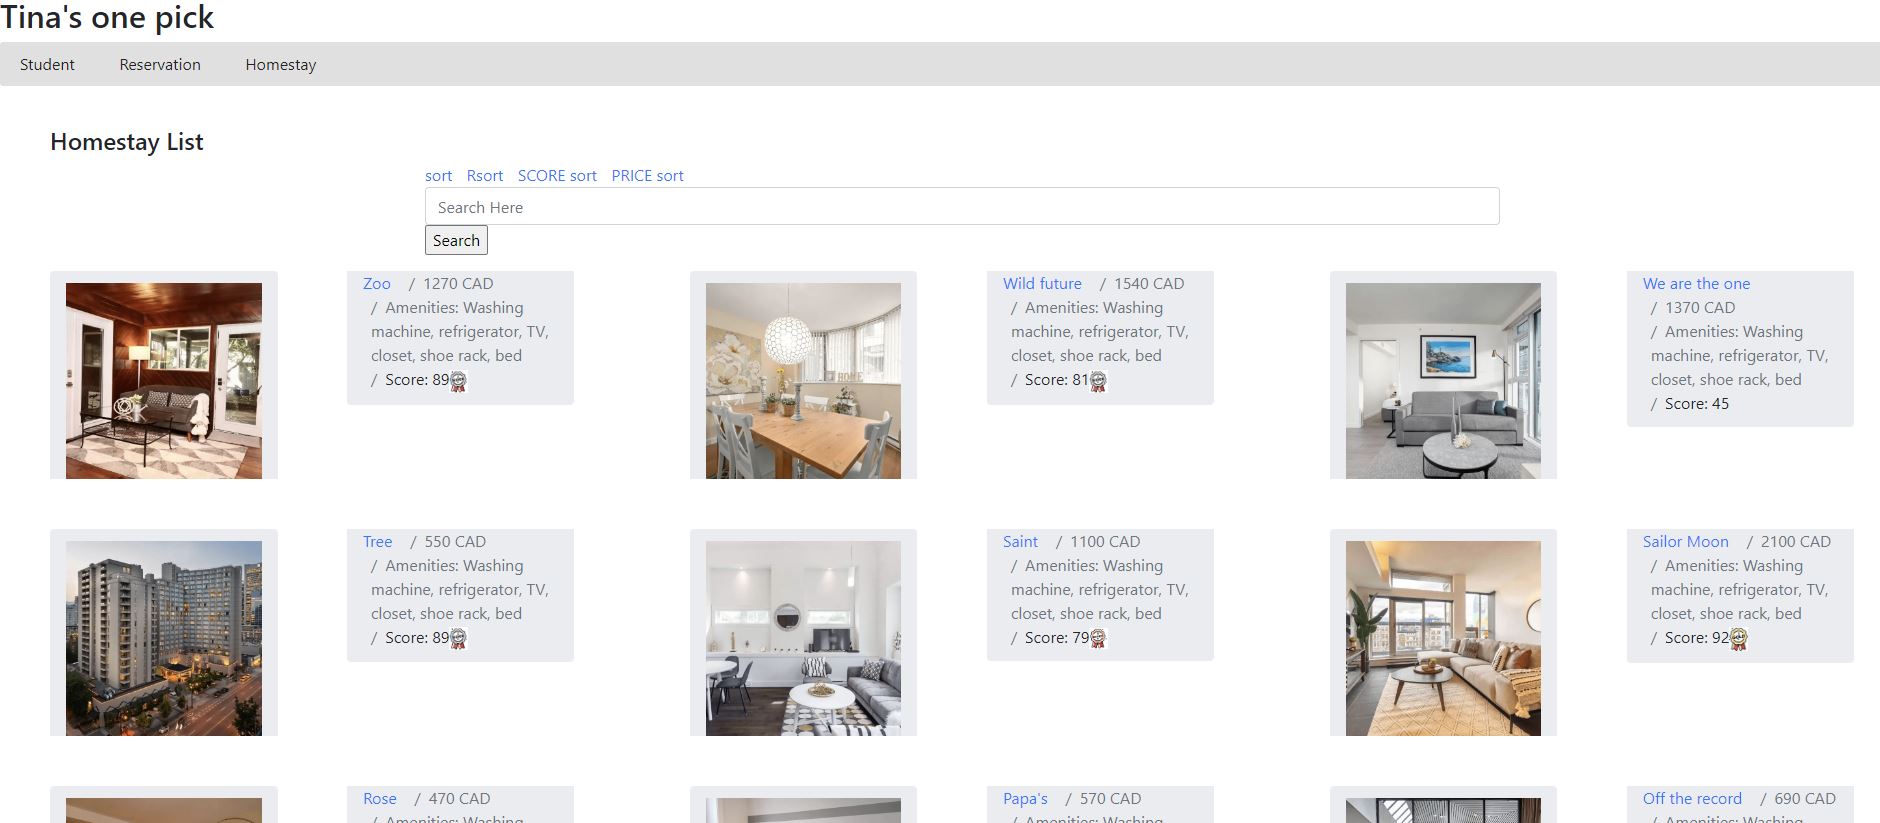 Tina's one pick
Student Reservation Homestay
Homestay List
sort Rsort SCORE sort PRICE sort
Search Here
Search
Zoo / 1270 CAD
/ Amenities: Washing
machine, refrigerator, TV,
closet, shoe rack, bed
/ Score: 89
HOME
Wild future / 1540 CAD
/ Amenities: Washing
machine, refrigerator, TV,
closet, shoe rack, bed
/ Score: 81
We are the one
/ 1370 CAD
/ Amenities: Washing
machine, refrigerator, TV,
closet, shoe rack, bed
/ Score: 45
Tree / 550 CAD
/ Amenities: Washing
machine, refrigerator, TV,
closet, shoe rack, bed
/ Score: 89
Saint / 1100 CAD
/ Amenities: Washing
machine, refrigerator, TV,
closet, shoe rack, bed
/ Score: 79
Sailor Moon / 2100 CAD
/ Amenities: Washing
machine, refrigerator, TV,
closet, shoe rack, bed
/ Score: 92
Rose / 470 CAD
/ Amenities: Washing
Papa's / 570 CAD
/ Amenities: Washing
Off the record / 690 CAD
/ Amenities: Washing